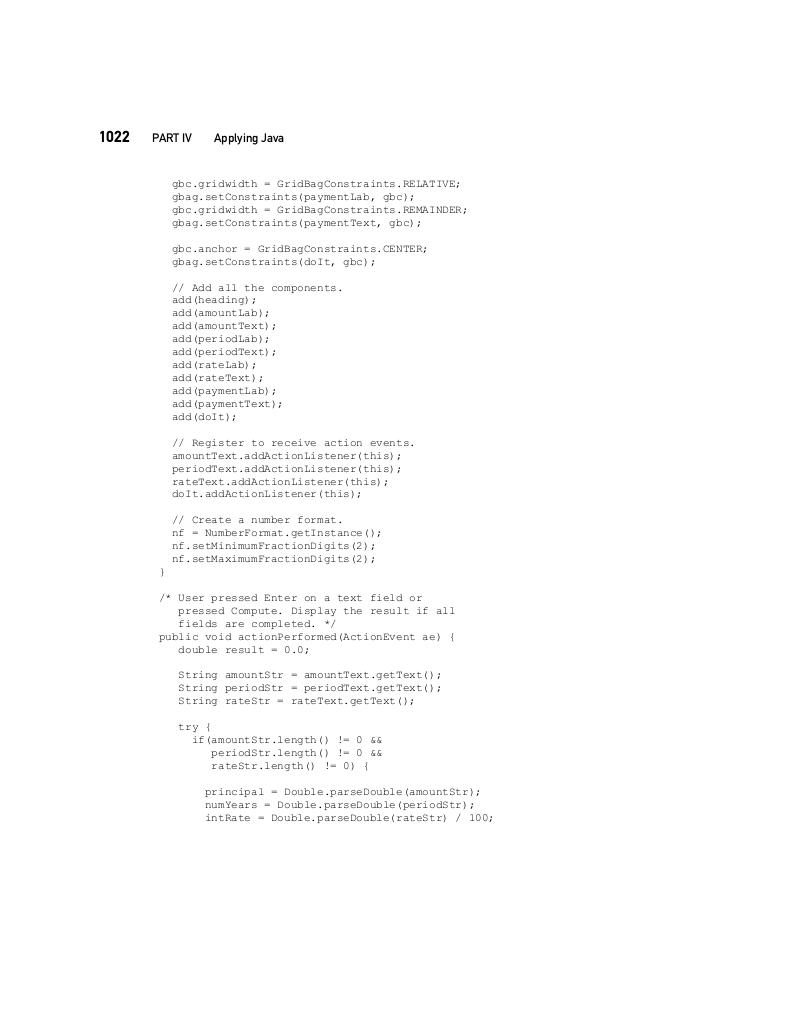 1022 PART IV Applying Java
gbc.gridwidth = GridBagConstraints.RELATIVE;
gbag.setConstraints(paymentLab, gbc);
gbc.gridwidth = GridBagConstraints.REMAINDER;
gbag.setConstraints(paymentText, gbc);
gbc.anchor = GridBagConstraints.CENTER;
gbag.setConstraints(doIt, gbc);
// Add all the components.
add(heading);
add(amountLab);
add(amountText);
add(periodLab);
add(periodText);
add(rateLab);
add(rateText);
add(paymentLab);
add(paymentText);
add(doIt);
// Register to receive action events.
amountText.addActionListener(this);
periodText.addActionListener(this);
rateText.addActionListener(this);
doIt.addActionListener(this);
// Create a number format.
nf = NumberFormat.getInstance();
nf.setMinimumFractionDigits(2);
nf.setMaximumFractionDigits(2);
}
/* User pressed Enter on a text field or
pressed Compute. Display the result if all
fields are completed. */
public void actionPerformed(ActionEvent ae) {
double result = 0.0;
String amountStr = amountText.getText();
String periodStr = periodText.getText();
String rateStr = rateText.getText();
try {
if(amountStr.length() != 0 &&
periodStr.length() != 0 &&
rateStr.length() != 0) {
principal = Double.parseDouble(amountStr);
numYears = Double.parseDouble(periodStr);
intRate = Double.parseDouble(rateStr) / 100;